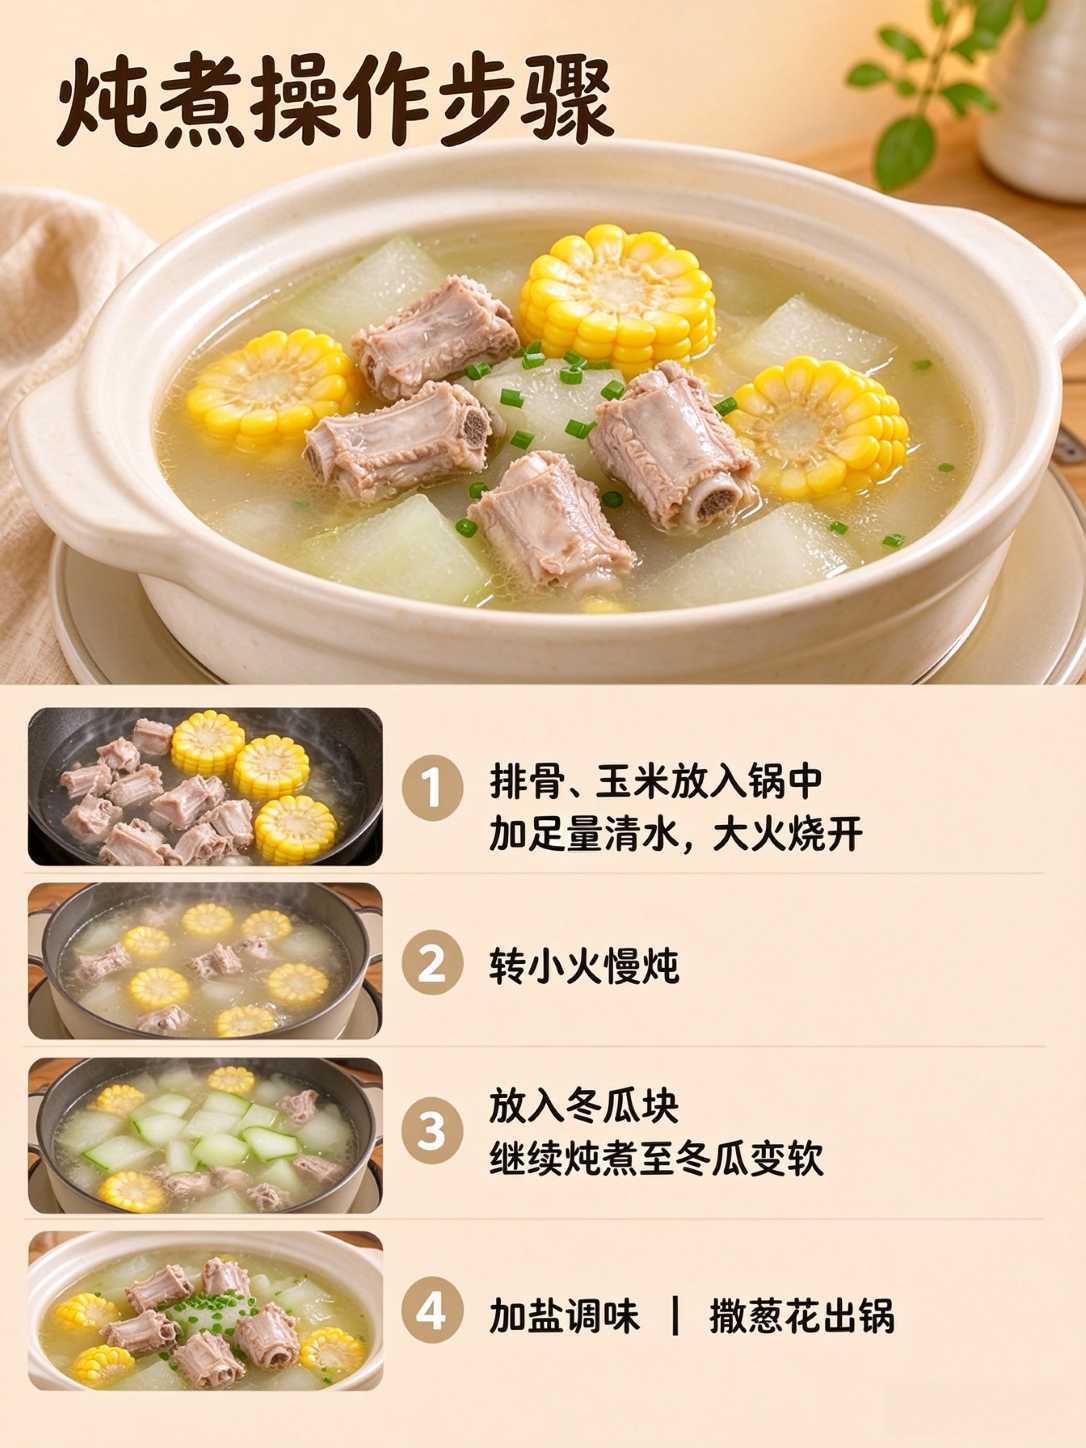 炖煮操作步骤
1
排骨、玉米放入锅中
加足量清水，大火烧开
2
转小火慢炖
3
放入冬瓜块
继续炖煮至冬瓜变软
4
加盐调味 | 撒葱花出锅